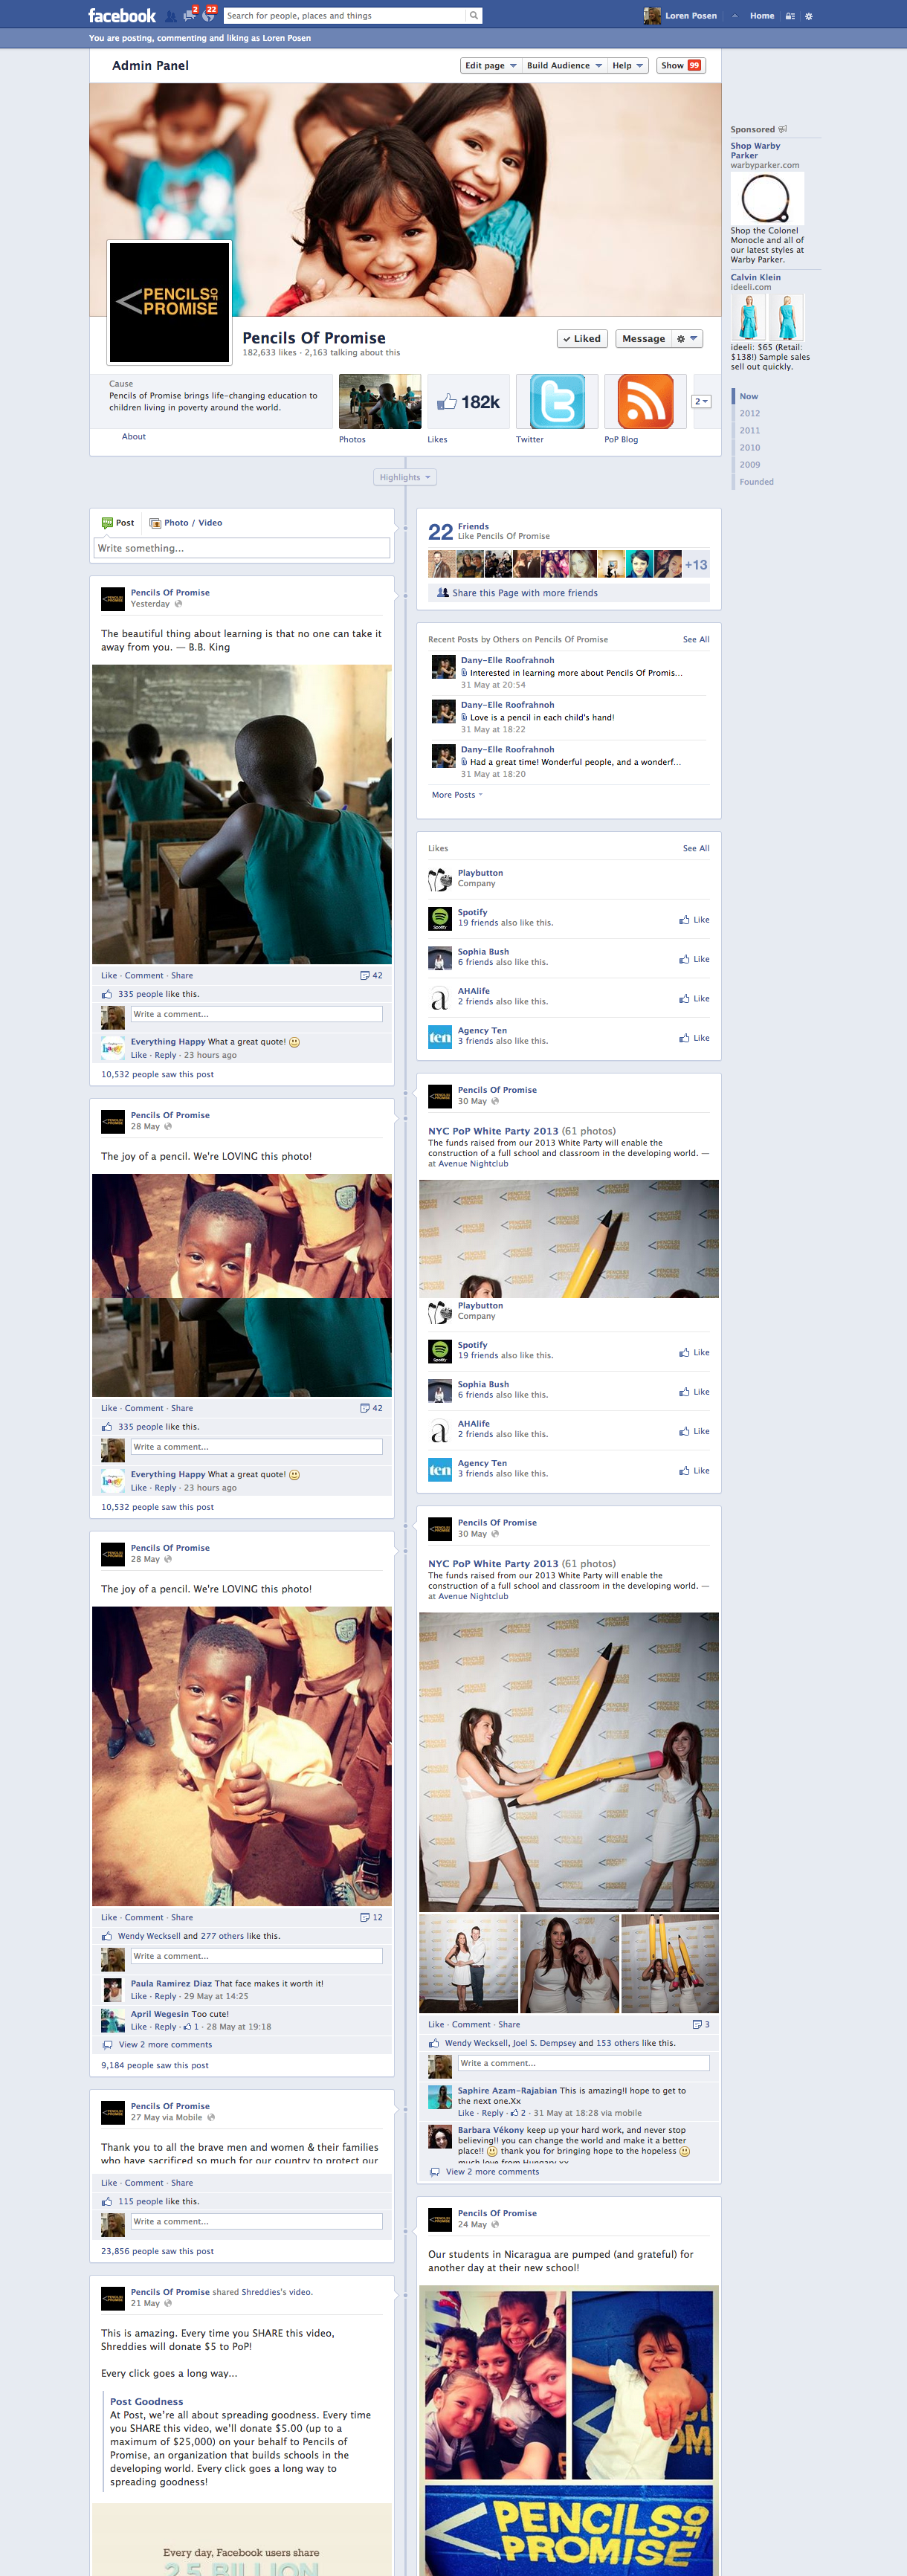 facebook
2
22
Search for people, places and things
Loren Posen
Home
You are posting, commenting and liking as Loren Posen
Admin Panel
Edit page
Build Audience
Help
Show 99
PENCILS OF PROMISE
Pencils Of Promise
182,633 likes · 2,163 talking about this
Liked
Message
Cause
Pencils of Promise brings life-changing education to
children living in poverty around the world.
About
Photos
182k
Likes
Twitter
PoP Blog
2
Sponsored
Shop Warby
Parker
warbyparker.com
Shop the Colonel
Monocle and all of
our latest styles at
Warby Parker.
Calvin Klein
ideeli.com
ideeli: $65 (Retail:
$138!) Sample sales
sell out quickly.
Now
2012
2011
2010
2009
Founded
Highlights
Post
Photo / Video
Write something...
Pencils Of Promise
Yesterday
The beautiful thing about learning is that no one can take it
away from you. — B.B. King
Like · Comment · Share
42
335 people like this.
Write a comment...
Everything Happy What a great quote!
Like · Reply · 23 hours ago
10,532 people saw this post
Pencils Of Promise
28 May
The joy of a pencil. We're LOVING this photo!
Like · Comment · Share
42
335 people like this.
Write a comment...
Everything Happy What a great quote!
Like · Reply · 23 hours ago
10,532 people saw this post
Pencils Of Promise
28 May
The joy of a pencil. We're LOVING this photo!
Like · Comment · Share
12
Wendy Wecksell and 277 others like this.
Write a comment...
Paula Ramirez Diaz That face makes it worth it!
Like · Reply · 29 May at 14:25
April Wegesin Too cute!
Like · Reply · 1 · 28 May at 19:18
View 2 more comments
9,184 people saw this post
Pencils Of Promise
27 May via Mobile
Thank you to all the brave men and women & their families
who have sacrificed so much for our country to protect our
Like · Comment · Share
115 people like this.
Write a comment...
23,856 people saw this post
Pencils Of Promise shared Shreddies's video.
21 May
This is amazing. Every time you SHARE this video,
Shreddies will donate $5 to PoP!
Every click goes a long way...
Post Goodness
At Post, we're all about spreading goodness. Every time
you SHARE this video, we'll donate $5.00 (up to a
maximum of $25,000) on your behalf to Pencils of
Promise, an organization that builds schools in the
developing world. Every click goes a long way to
spreading goodness!
Every day, Facebook users share
2.5 BILLION
22
Friends
Like Pencils Of Promise
+13
Share this Page with more friends
Recent Posts by Others on Pencils Of Promise
See All
Dany-Elle Roofrahnoh
Interested in learning more about Pencils Of Promis...
31 May at 20:54
Dany-Elle Roofrahnoh
Love is a pencil in each child's hand!
31 May at 18:22
Dany-Elle Roofrahnoh
Had a great time! Wonderful people, and a wonderf...
31 May at 18:20
More Posts
Likes
See All
Playbutton
Company
Spotify
19 friends also like this.
Like
Sophia Bush
6 friends also like this.
Like
AHAlife
2 friends also like this.
Like
ten
Agency Ten
3 friends also like this.
Like
Pencils Of Promise
30 May
NYC PoP White Party 2013 (61 photos)
The funds raised from our 2013 White Party will enable the
construction of a full school and classroom in the developing world. —
at Avenue Nightclub
Playbutton
Company
Spotify
19 friends also like this.
Like
Sophia Bush
6 friends also like this.
Like
AHAlife
2 friends also like this.
Like
ten
Agency Ten
3 friends also like this.
Like
Pencils Of Promise
30 May
NYC PoP White Party 2013 (61 photos)
The funds raised from our 2013 White Party will enable the
construction of a full school and classroom in the developing world. —
at Avenue Nightclub
Like · Comment · Share
3
Wendy Wecksell, Joel S. Dempsey and 153 others like this.
Write a comment...
Saphire Azam-Rajabian This is amazing!I hope to get to
the next one.Xx
Like · Reply · 2 · 31 May at 18:28 via mobile
Barbara Vékony keep up your hard work, and never stop
believing!! you can change the world and make it a better
place!! thank you for bringing hope to the hopeless
much love from Hungary xx
View 2 more comments
Pencils Of Promise
24 May
Our students in Nicaragua are pumped (and grateful) for
another day at their new school!
PENCILS OF
PROMISE